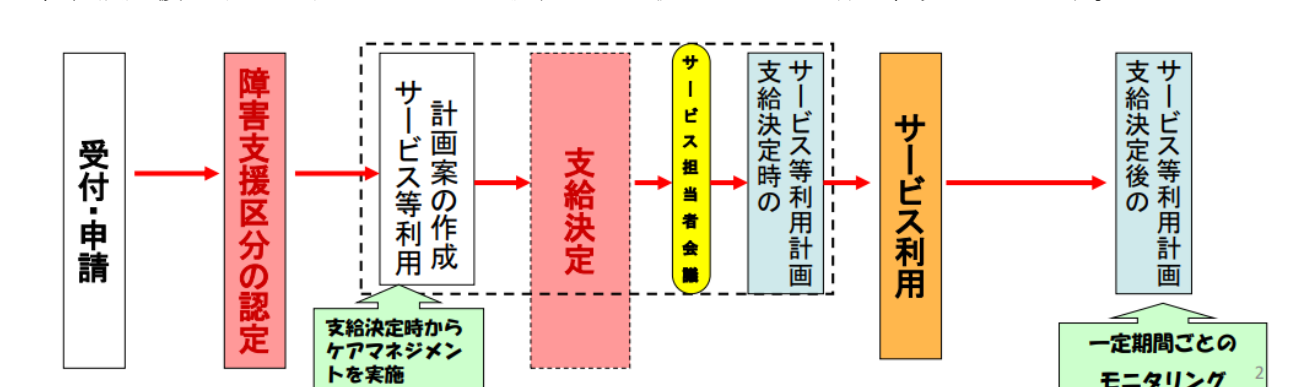 受付・申請
障害支援区分の認定
サービス等利用
計画案の作成
支給決定時から
ケアマネジメン
トを実施
支給決定
サービス担当者会議
支給決定時の
サービス等利用計画
サービス利用
支給決定後の
サービス等利用計画
一定期間ごとの
モニタリング
2